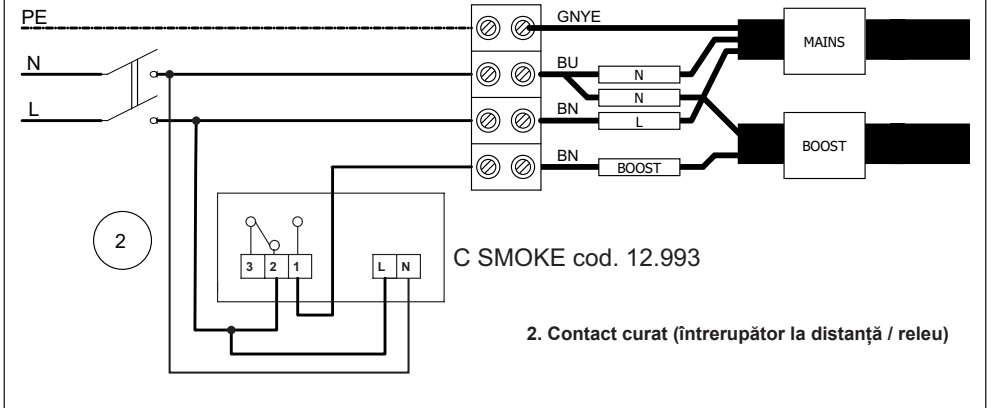 PE
GNYE
MAINS
N
BU
N
N
L
BN
L
BOOST
BN
BOOST
2
3 2 1
L N
C SMOKE cod. 12.993
2. Contact curat (întrerupător la distanță / releu)